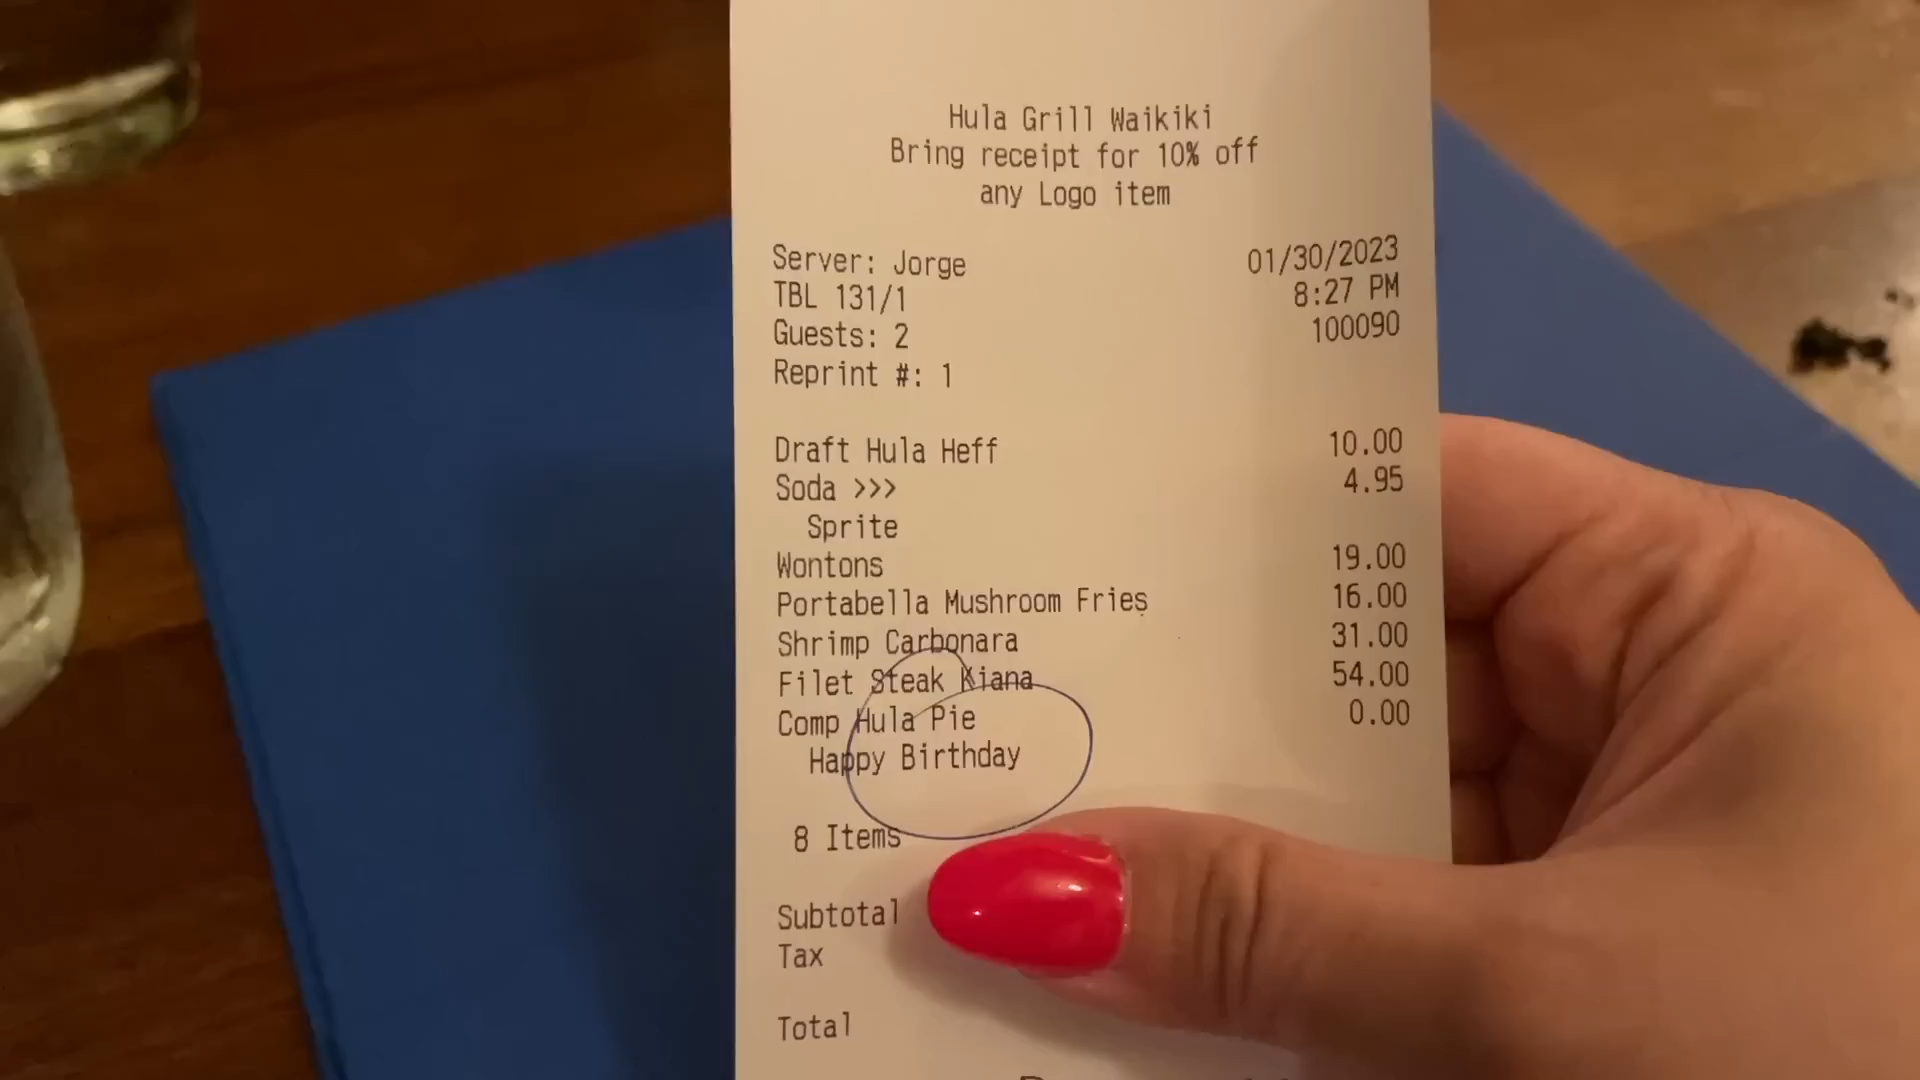 Hula Grill Waikiki
Bring receipt for 10% off
any Logo item
Server: Jorge 01/30/2023
TBL 131/1 8:27 PM
Guests: 2 100090
Reprint #: 1
Draft Hula Heff 10.00
Soda >>> 4.95
Sprite
Wontons 19.00
Portabella Mushroom Fries 16.00
Shrimp Carbonara 31.00
Filet Steak Kiana 54.00
Comp Hula Pie 0.00
Happy Birthday
8 Items
Subtotal
Tax
Total